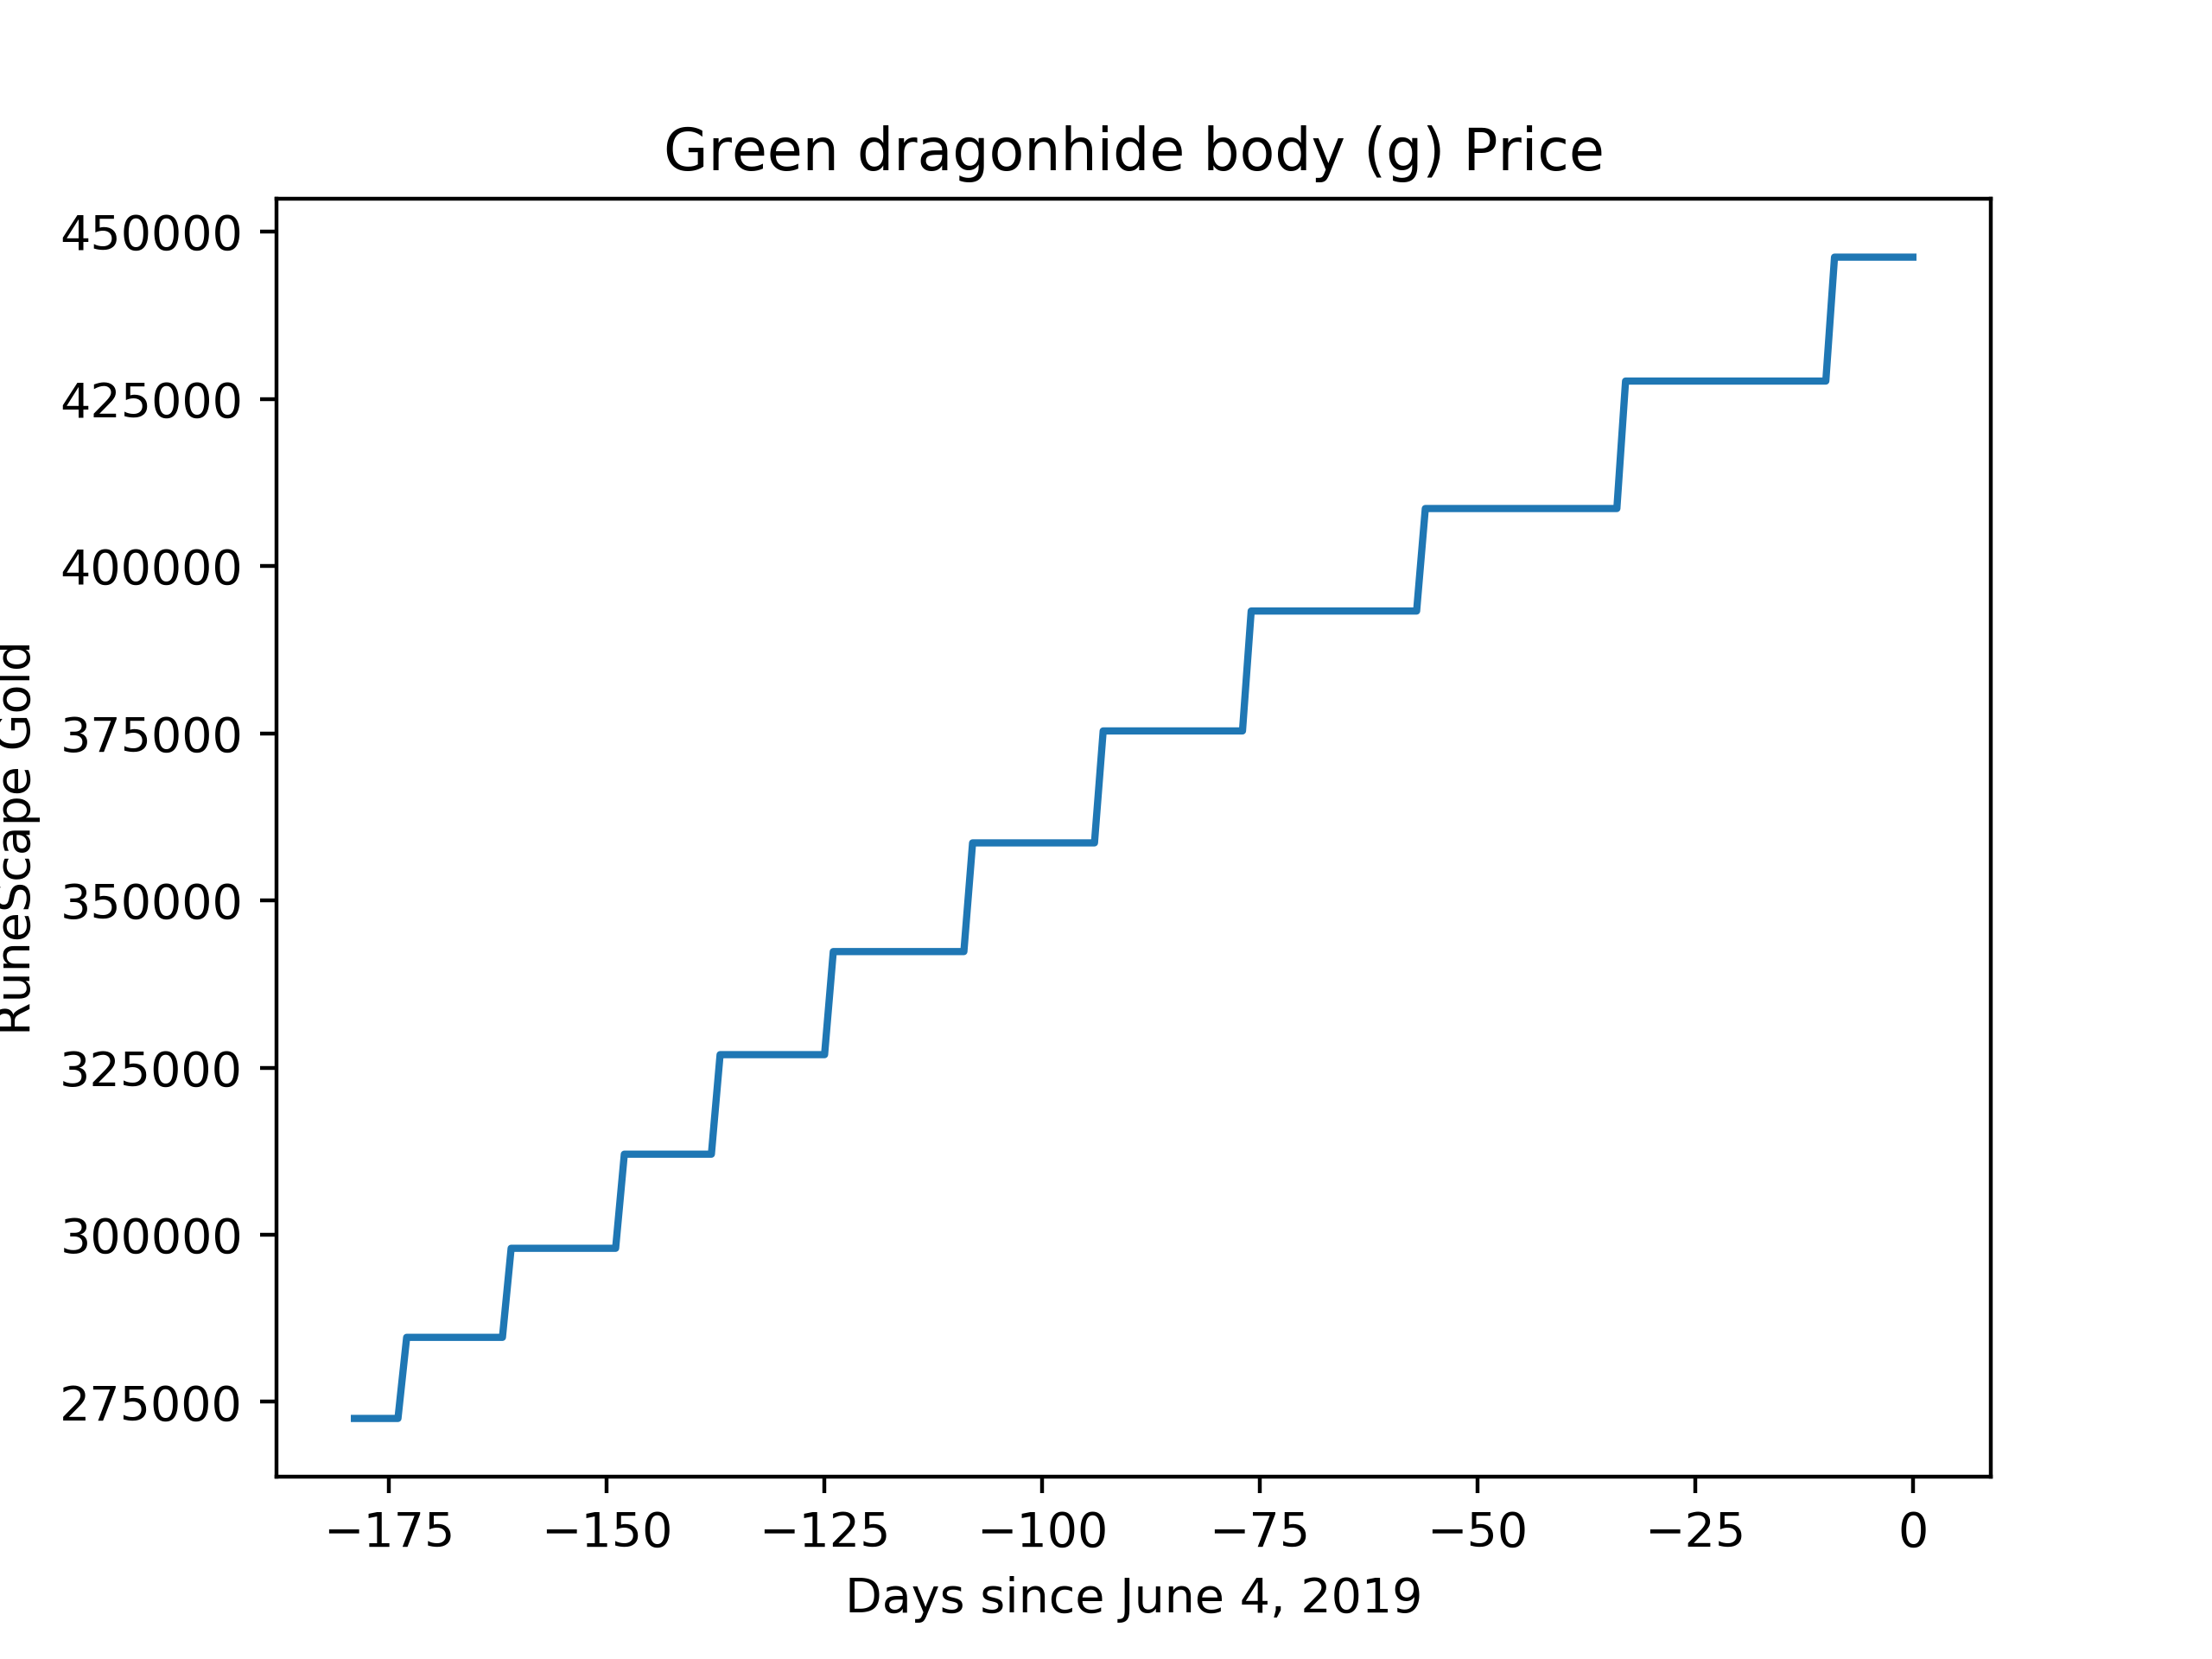 Green dragonhide body (g) Price
450000
425000
400000
375000
350000
325000
300000
275000
RuneScape Gold
−175 −150 −125 −100 −75 −50 −25 0
Days since June 4, 2019